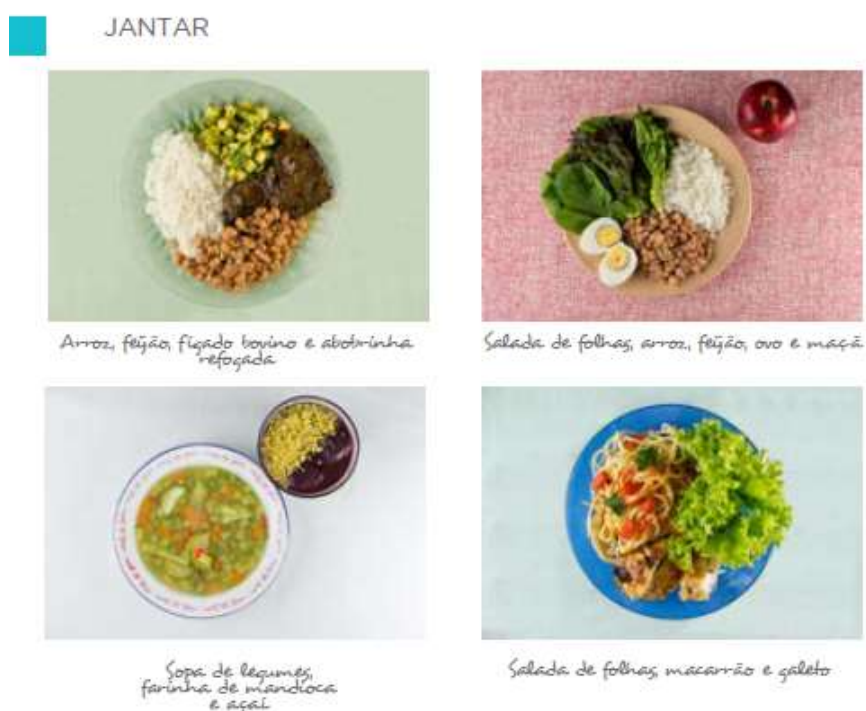 JANTAR
Arroz, feijão, fígado bovino e abobrinha
refogada
Salada de folhas, arroz, feijão, ovo e maçã
Sopa de legumes,
farinha de mandioca
e açaí
Salada de folhas, macarrão e galeto